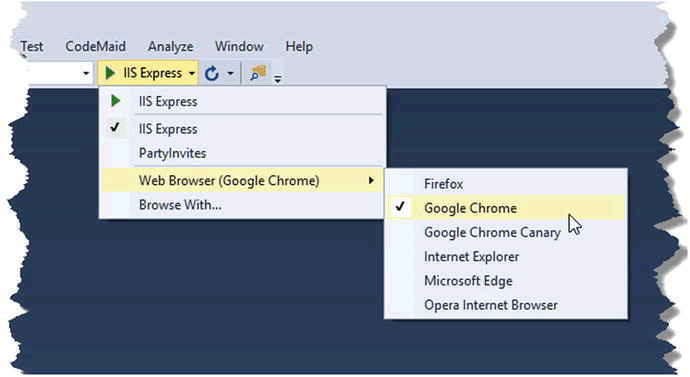 Test CodeMaid Analyze Window Help
IIS Express
IIS Express
IIS Express
PartyInvites
Web Browser (Google Chrome)
Browse With...
Firefox
Google Chrome
Google Chrome Canary
Internet Explorer
Microsoft Edge
Opera Internet Browser